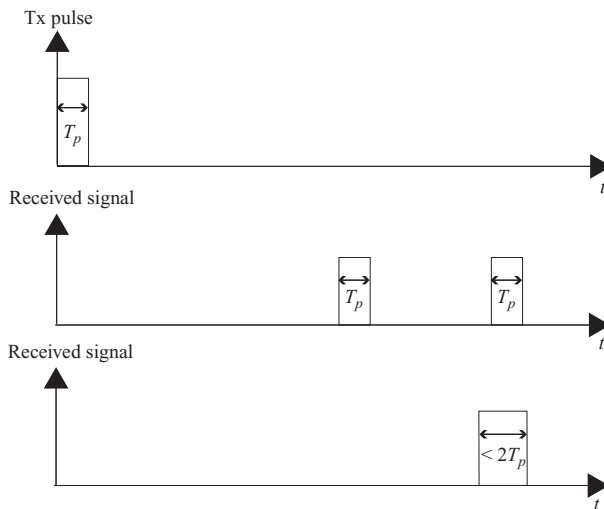 Tx pulse
T_p
t
Received signal
T_p T_p
t
Received signal
< 2T_p
t